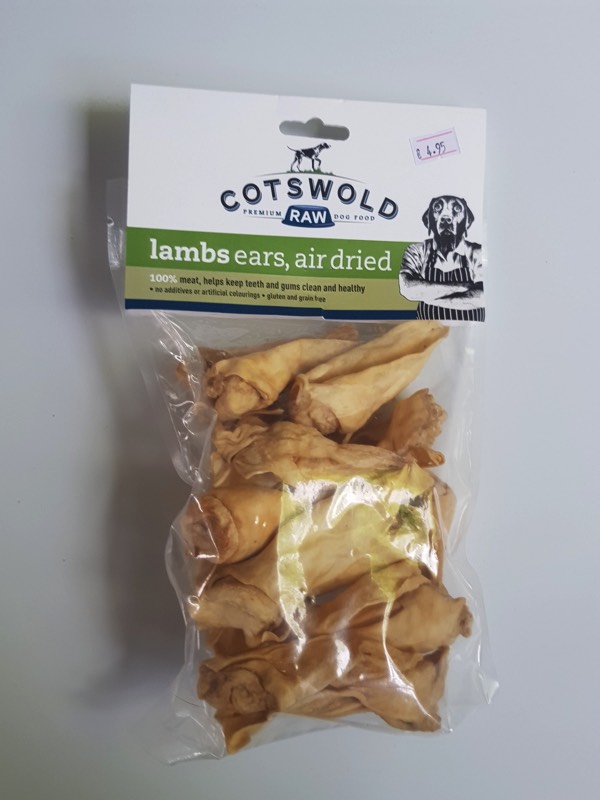 £4.95
COTSWOLD
PREMIUM RAW DOG FOOD
lambs ears, air dried
100% meat, helps keep teeth and gums clean and healthy
• no additives or artificial colourings • gluten and grain free